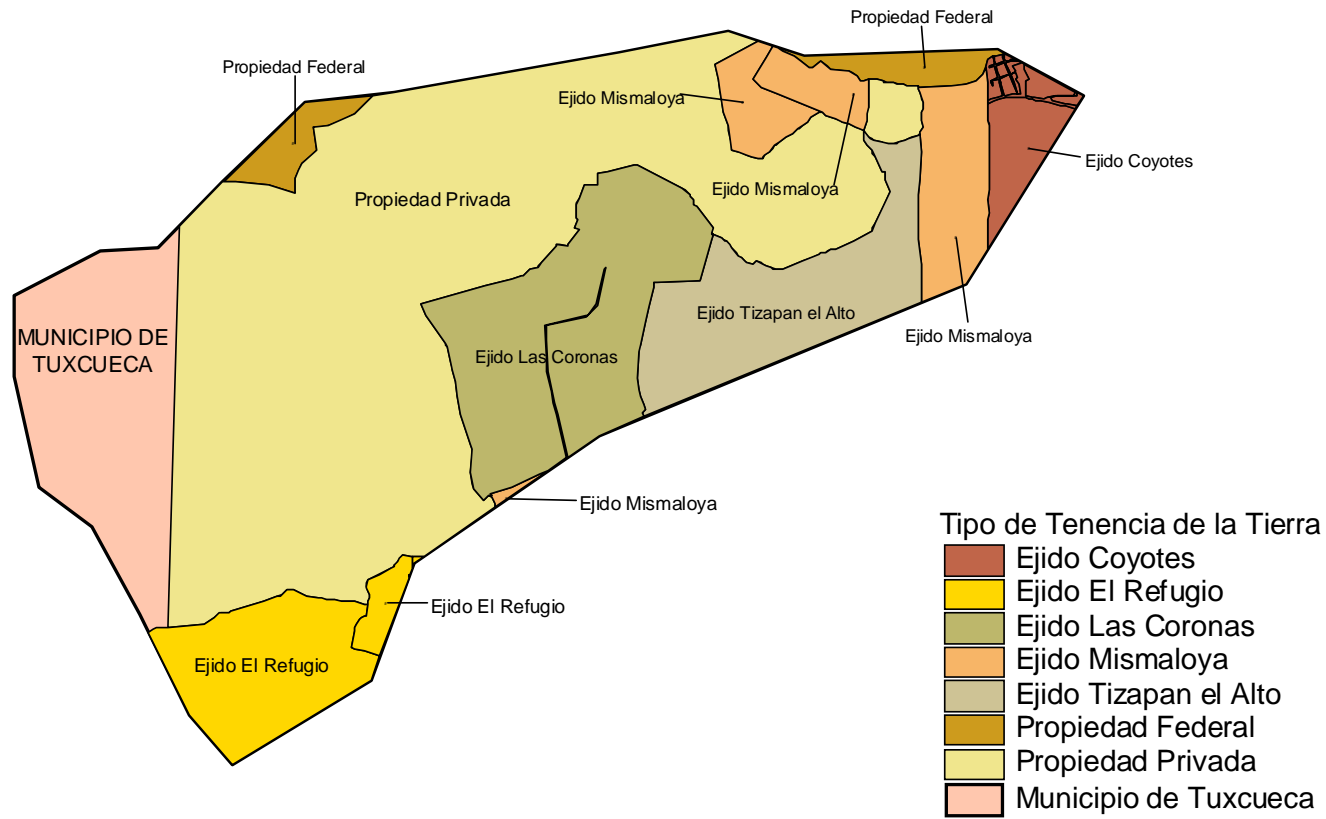 Propiedad Federal
Propiedad Federal
Ejido Mismaloya
Ejido Coyotes
Ejido Mismaloya
Propiedad Privada
Ejido Tizapan el Alto
Ejido Mismaloya
MUNICIPIO DE
TUXCUECA
Ejido Las Coronas
Ejido Mismaloya
Ejido El Refugio
Ejido El Refugio
Tipo de Tenencia de la Tierra
Ejido Coyotes
Ejido El Refugio
Ejido Las Coronas
Ejido Mismaloya
Ejido Tizapan el Alto
Propiedad Federal
Propiedad Privada
Municipio de Tuxcueca